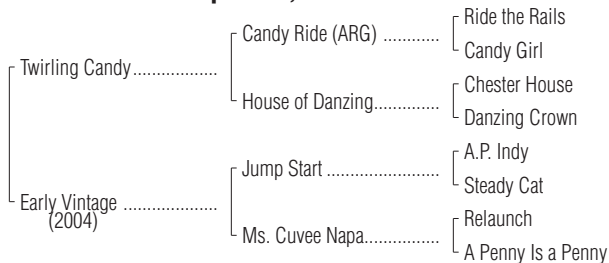 Ride the Rails
Candy Ride (ARG) ............
Candy Girl
Twirling Candy..................
Chester House
House of Danzing..............
Danzing Crown
A.P. Indy
Jump Start .......................
Steady Cat
Early Vintage ....................
(2004)
Relaunch
Ms. Cuvee Napa................
A Penny Is a Penny